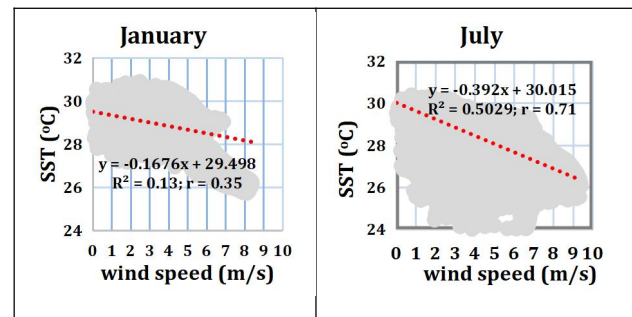 January
32
30
28
26
24
SST (ºC)
y = -0.1676x + 29.498
R² = 0.13; r = 0.35
0 1 2 3 4 5 6 7 8 9 10
wind speed (m/s)
July
32
30
28
26
24
SST (ºC)
y = -0.392x + 30.015
R² = 0.5029; r = 0.71
0 1 2 3 4 5 6 7 8 9 10
wind speed (m/s)